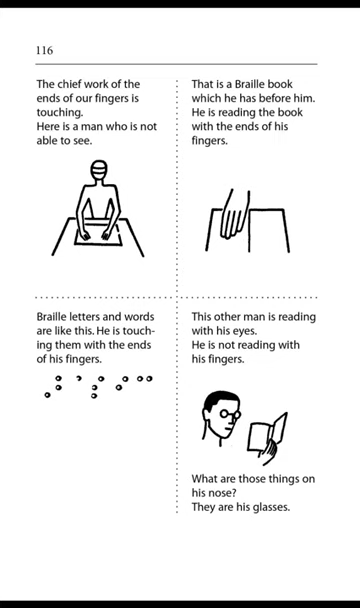 116
The chief work of the
ends of our fingers is
touching.
Here is a man who is not
able to see.
That is a Braille book
which he has before him.
He is reading the book
with the ends of his
fingers.
Braille letters and words
are like this. He is touch-
ing them with the ends
of his fingers.
This other man is reading
with his eyes.
He is not reading with
his fingers.
What are those things on
his nose?
They are his glasses.